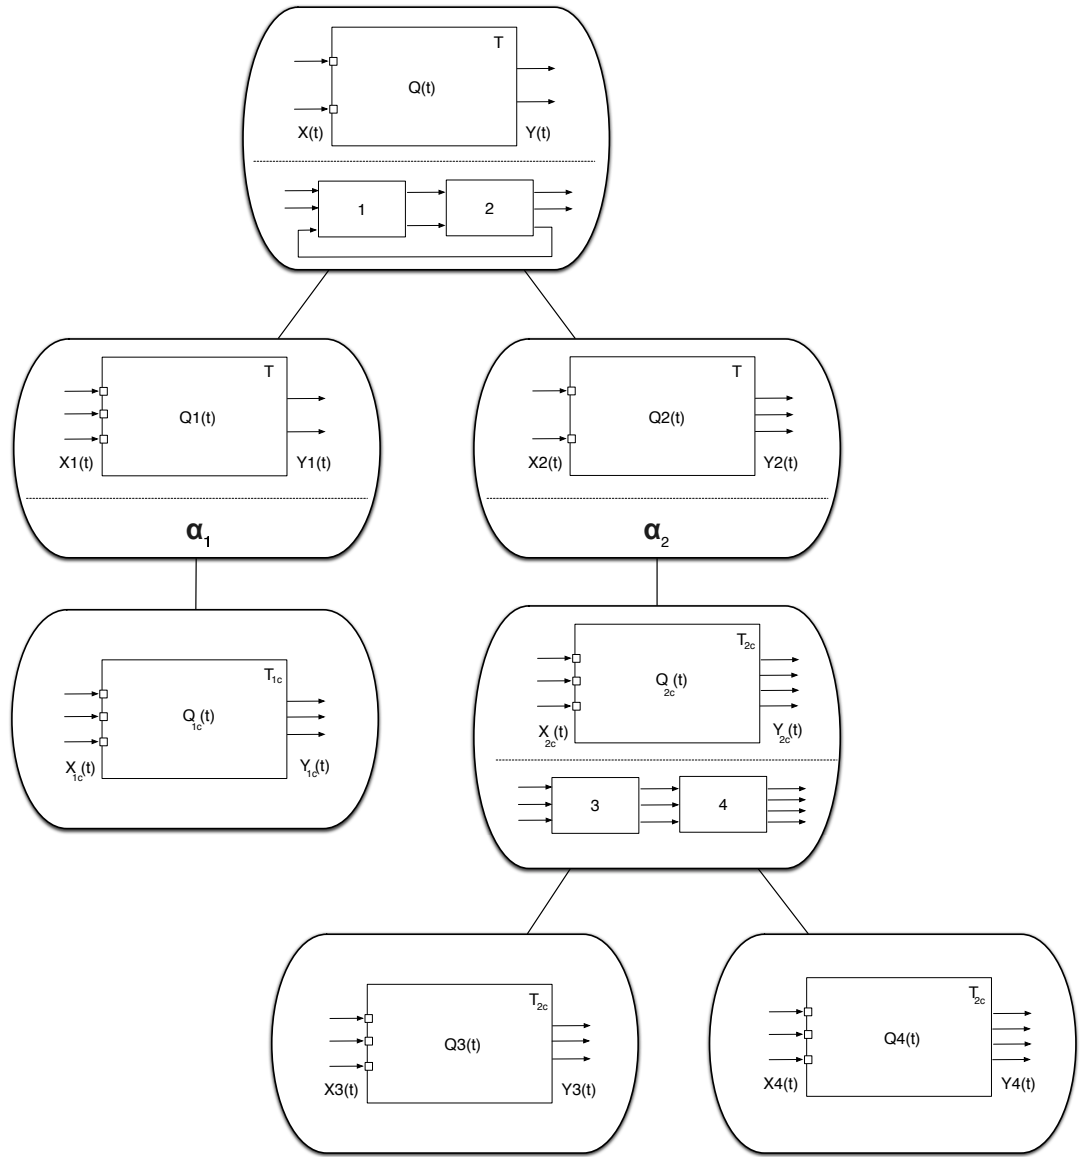 T
Q(t)
X(t)
Y(t)
1
2
T
Q1(t)
X1(t)
Y1(t)
α1
T
Q2(t)
X2(t)
Y2(t)
α2
T1c
Q1c(t)
X1c(t)
Y1c(t)
T2c
Q2c(t)
X2c(t)
Y2c(t)
3
4
T2c
Q3(t)
X3(t)
Y3(t)
T2c
Q4(t)
X4(t)
Y4(t)